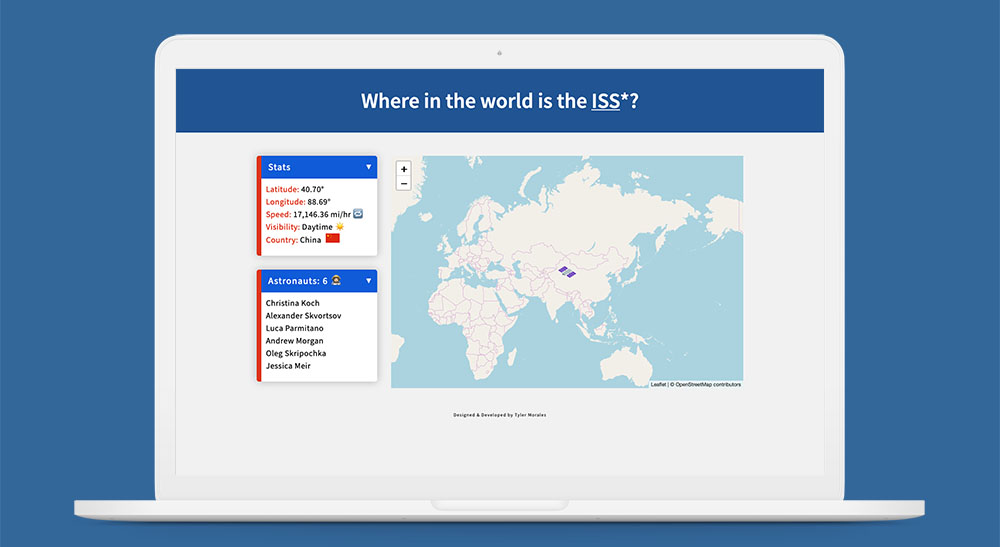 Where in the world is the ISS*?
Stats ▼
Latitude: 40.70°
Longitude: 88.69°
Speed: 17,146.36 mi/hr
Visibility: Daytime
Country: China
Astronauts: 6 ▼
Christina Koch
Alexander Skvortsov
Luca Parmitano
Andrew Morgan
Oleg Skripochka
Jessica Meir
+
−
Leaflet | © OpenStreetMap contributors
Designed & Developed by Tyler Morales